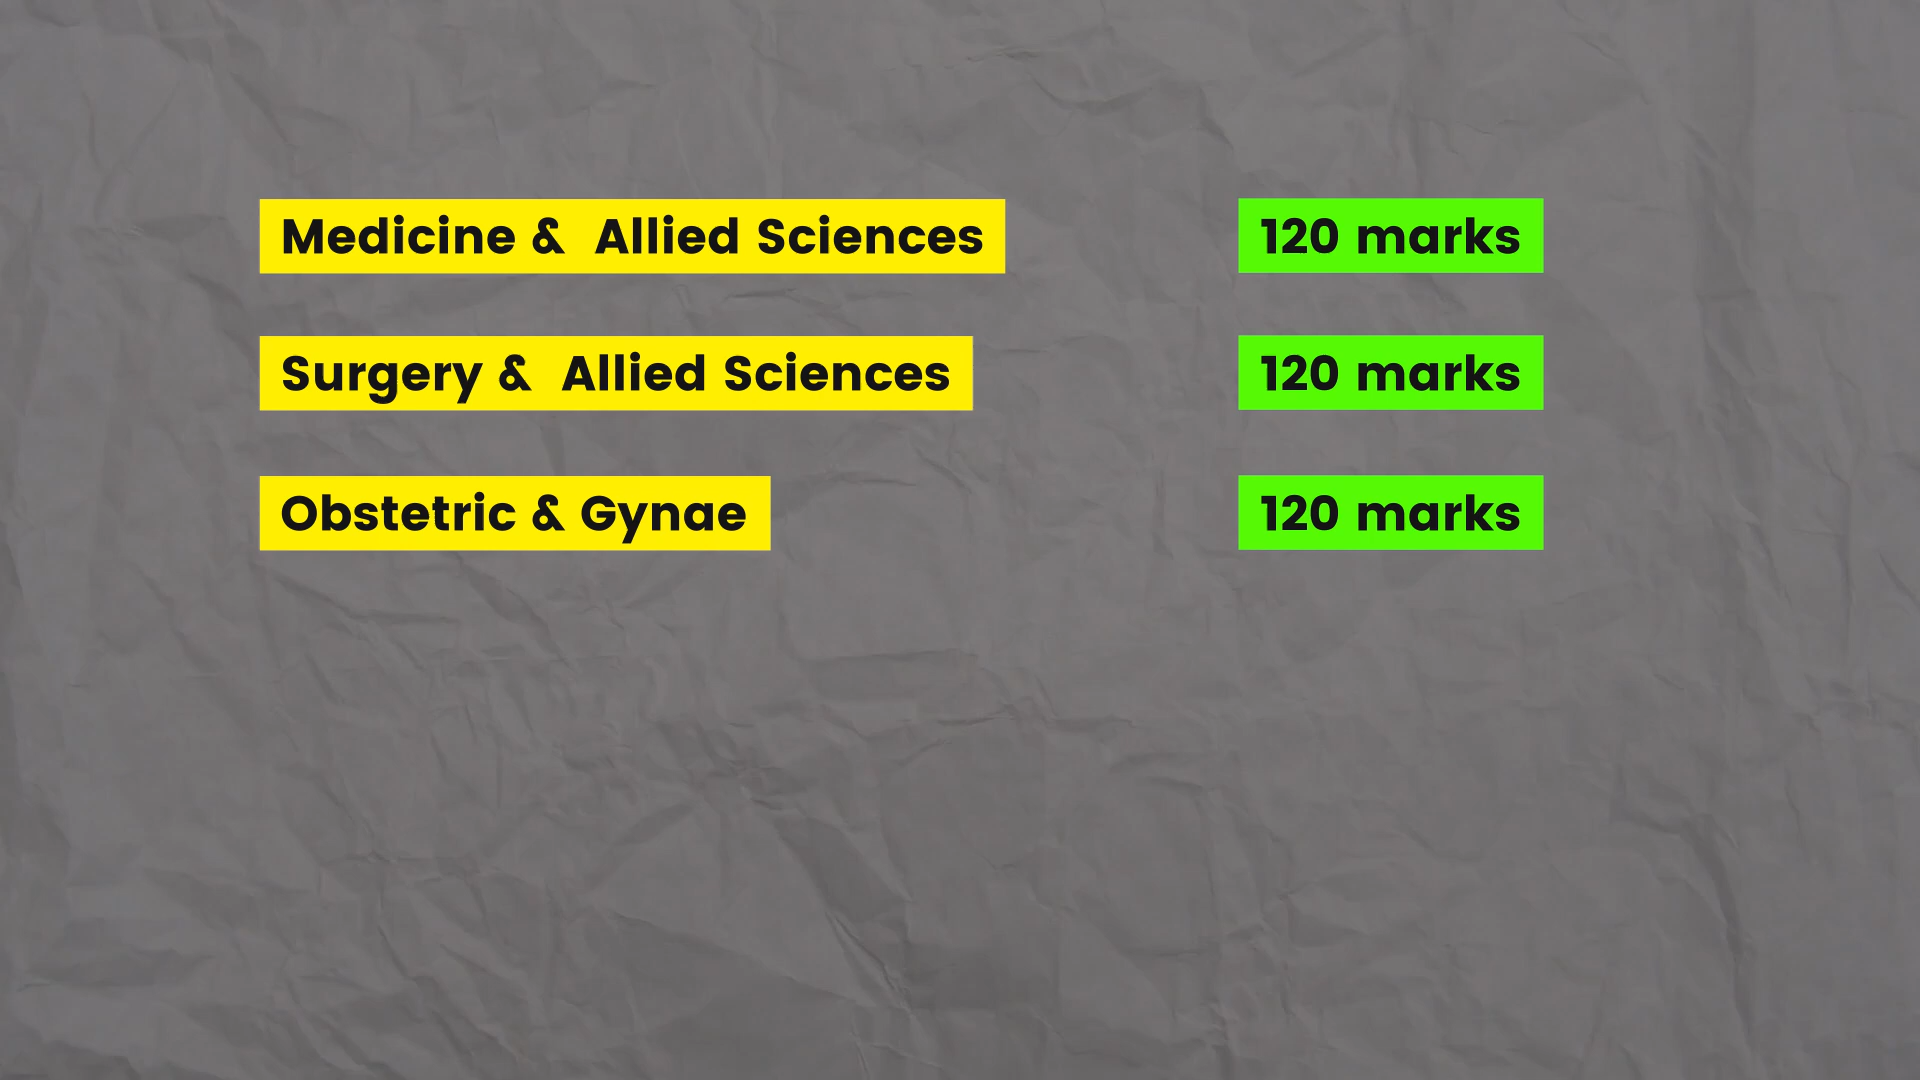 Medicine &  Allied Sciences 120 marks
Surgery &  Allied Sciences 120 marks
Obstetric & Gynae 120 marks